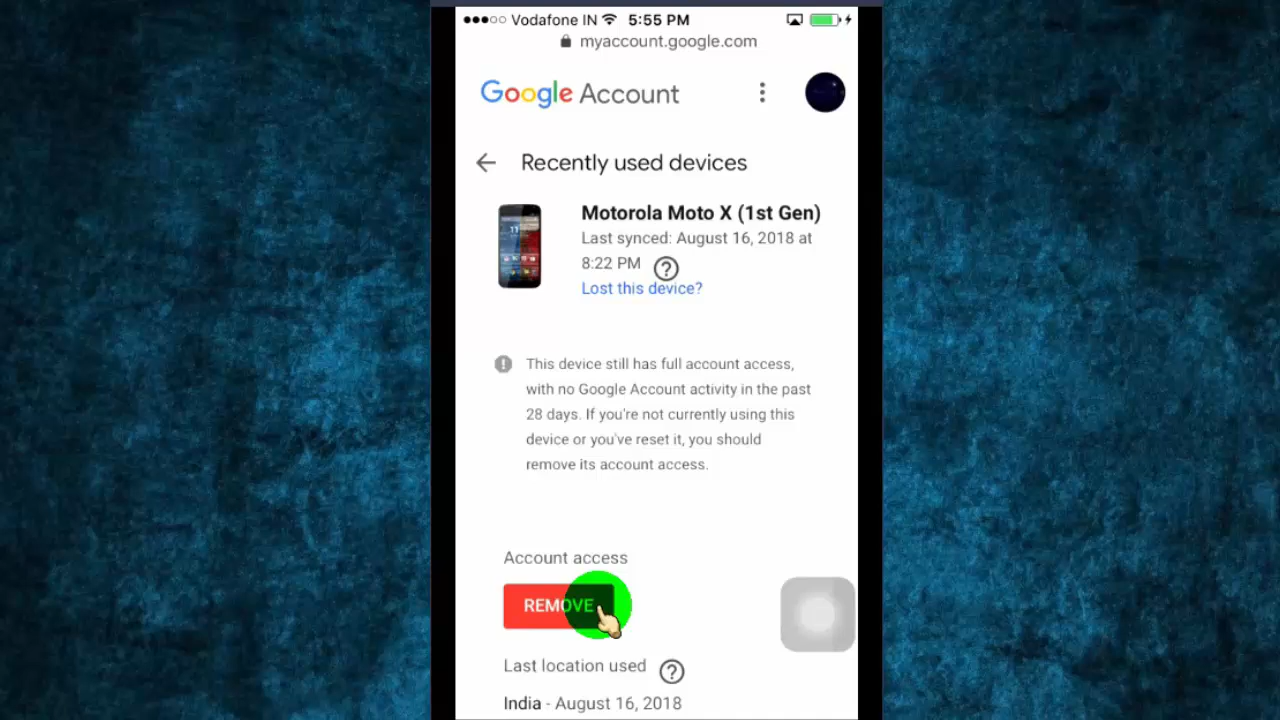 Vodafone IN 5:55 PM
myaccount.google.com
Google Account
Recently used devices
Motorola Moto X (1st Gen)
Last synced: August 16, 2018 at
8:22 PM ?
Lost this device?
! This device still has full account access,
with no Google Account activity in the past
28 days. If you're not currently using this
device or you've reset it, you should
remove its account access.
Account access
REMOVE
Last location used ?
India - August 16, 2018